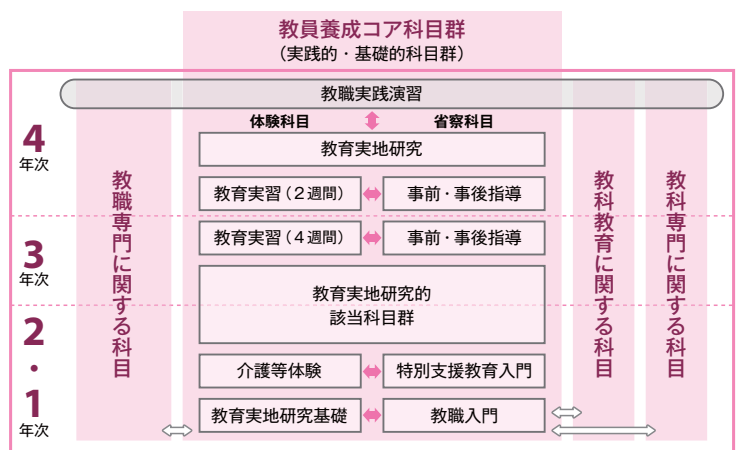 教員養成コア科目群
(実践的・基礎的科目群)
教職実践演習
体験科目
省察科目
4
年次
教育実地研究
教育実習(2週間)
事前・事後指導
3
年次
教育実習(4週間)
事前・事後指導
教育実地研究的
該当科目群
2
・
1
年次
介護等体験
特別支援教育入門
教育実地研究基礎
教職入門
教職専門に関する科目
教科教育に関する科目
教科専門に関する科目